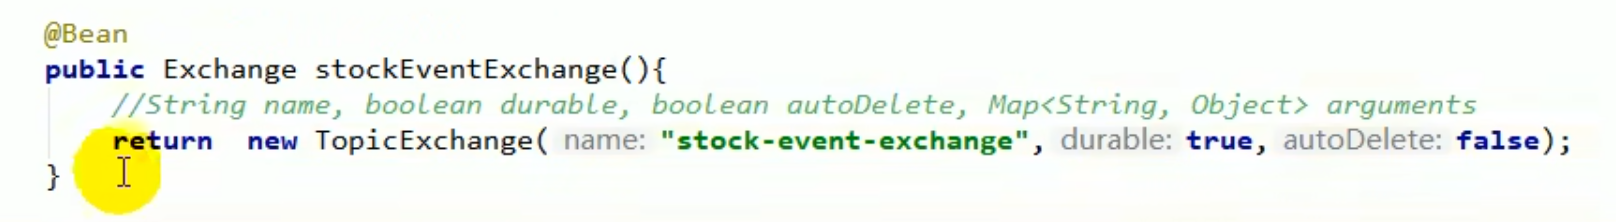 @Bean
public Exchange stockEventExchange(){
//String name, boolean durable, boolean autoDelete, Map<String, Object> arguments
return new TopicExchange( name: "stock-event-exchange", durable: true, autoDelete: false);
}